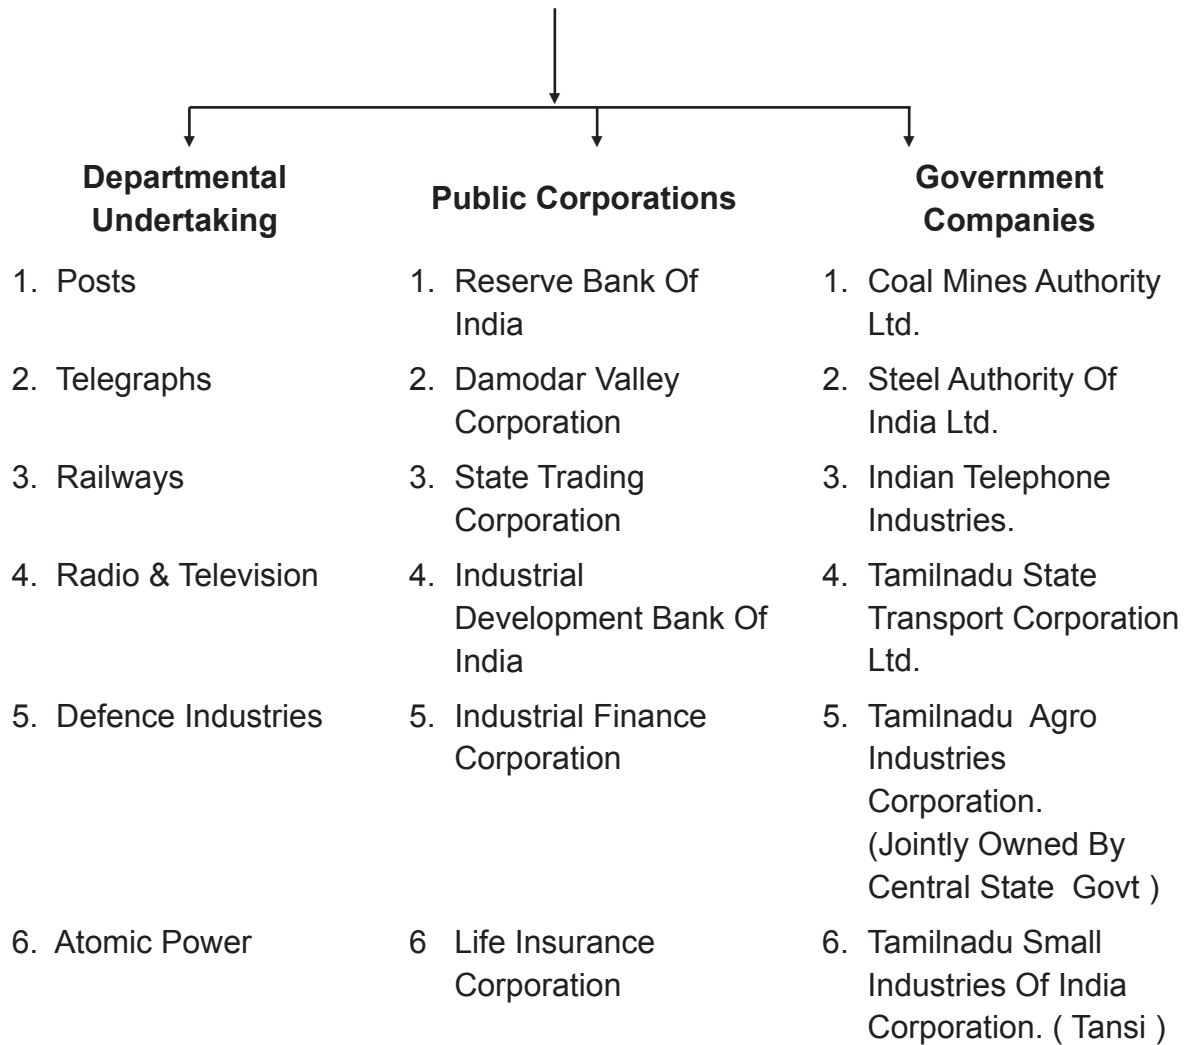 Departmental
Undertaking
Public Corporations
Government
Companies
1. Posts
1. Reserve Bank Of
India
1. Coal Mines Authority
Ltd.
2. Telegraphs
2. Damodar Valley
Corporation
2. Steel Authority Of
India Ltd.
3. Railways
3. State Trading
Corporation
3. Indian Telephone
Industries.
4. Radio & Television
4. Industrial
Development Bank Of
India
4. Tamilnadu State
Transport Corporation
Ltd.
5. Defence Industries
5. Industrial Finance
Corporation
5. Tamilnadu Agro
Industries
Corporation.
(Jointly Owned By
Central State Govt )
6. Atomic Power
6 Life Insurance
Corporation
6. Tamilnadu Small
Industries Of India
Corporation. ( Tansi )